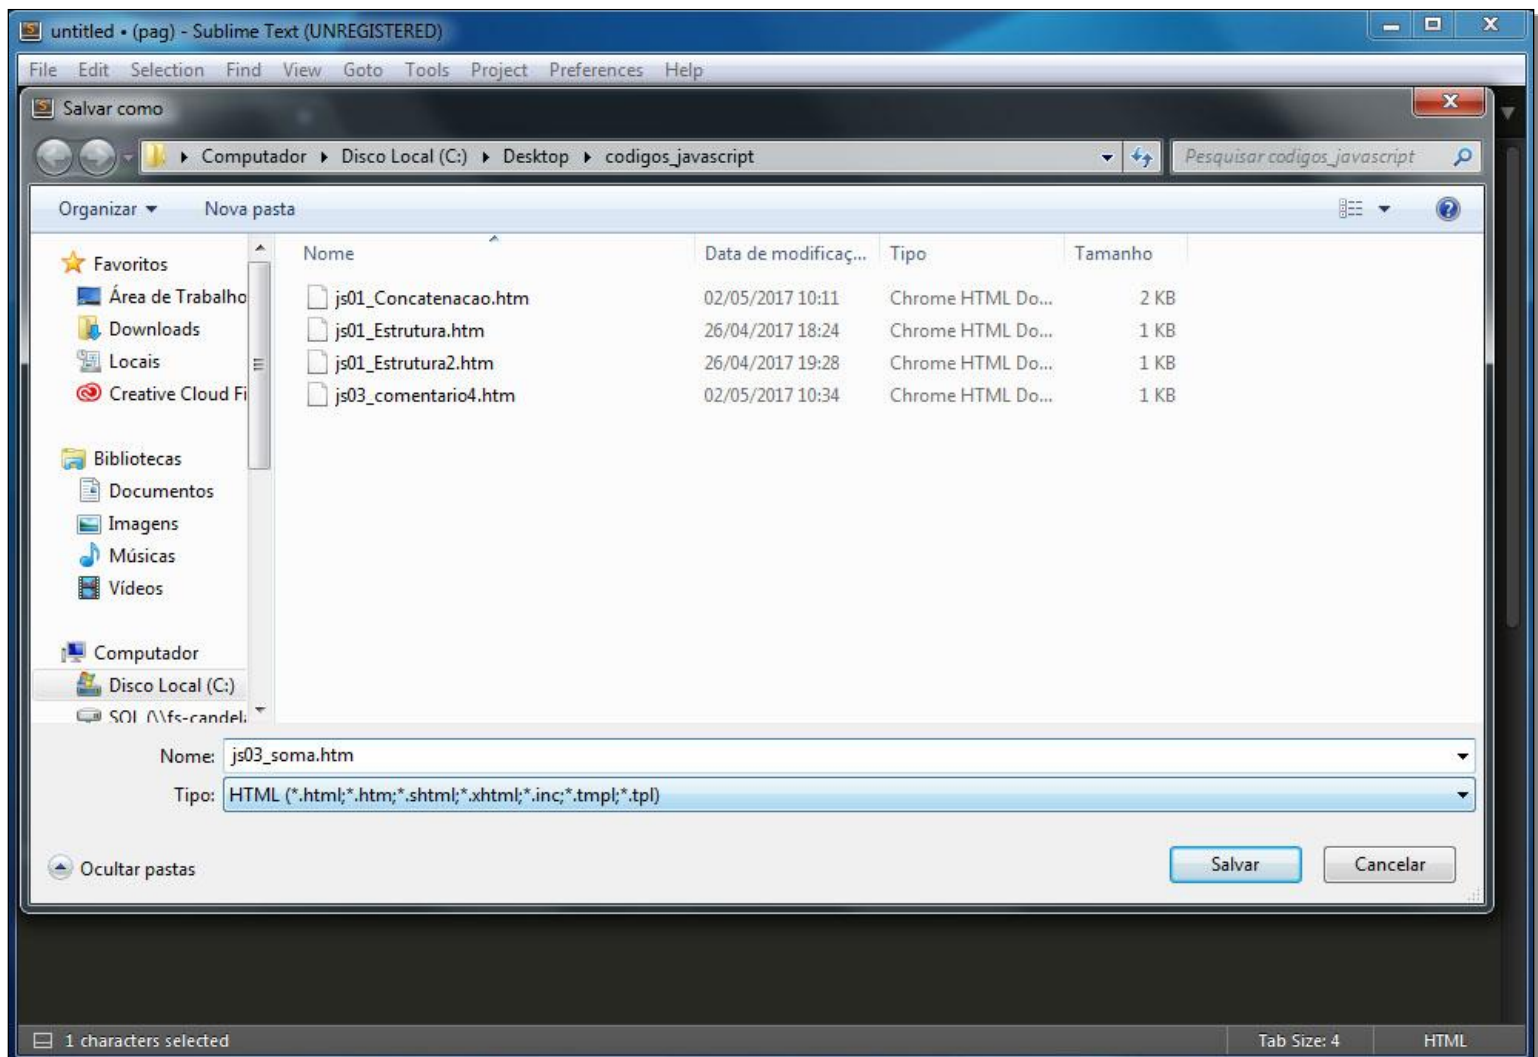 untitled • (pag) - Sublime Text (UNREGISTERED)
File Edit Selection Find View Goto Tools Project Preferences Help
Salvar como
Computador Disco Local (C:) Desktop codigos_javascript
Pesquisar codigos_javascript
Organizar Nova pasta
Favoritos
Área de Trabalho
Downloads
Locais
Creative Cloud Fi
Bibliotecas
Documentos
Imagens
Músicas
Vídeos
Computador
Disco Local (C:)
SQL (\\fs-candel
Nome Data de modificaç... Tipo Tamanho
js01_Concatenacao.htm 02/05/2017 10:11 Chrome HTML Do... 2 KB
js01_Estrutura.htm 26/04/2017 18:24 Chrome HTML Do... 1 KB
js01_Estrutura2.htm 26/04/2017 19:28 Chrome HTML Do... 1 KB
js03_comentario4.htm 02/05/2017 10:34 Chrome HTML Do... 1 KB
Nome: js03_soma.htm
Tipo: HTML (*.html;*.htm;*.shtml;*.xhtml;*.inc;*.tmpl;*.tpl)
Ocultar pastas
Salvar Cancelar
1 characters selected
Tab Size: 4 HTML